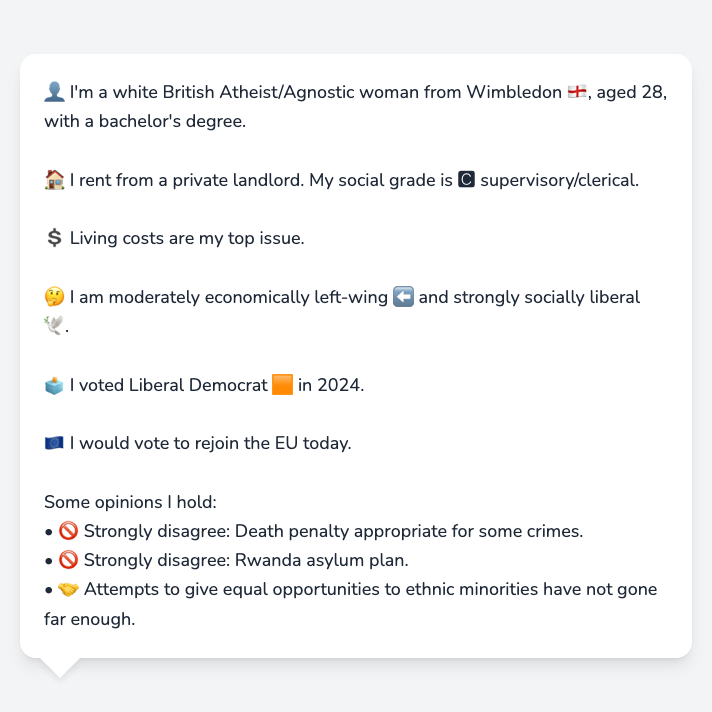 👤 I'm a white British Atheist/Agnostic woman from Wimbledon 🏴󠁧󠁢󠁥󠁮󠁧󠁿, aged 28,
with a bachelor's degree.
🏠 I rent from a private landlord. My social grade is 🅲 supervisory/clerical.
💲 Living costs are my top issue.
🤔 I am moderately economically left-wing ⬅️ and strongly socially liberal
🕊️.
🗳️ I voted Liberal Democrat 🟧 in 2024.
🇪🇺 I would vote to rejoin the EU today.
Some opinions I hold:
• 🚫 Strongly disagree: Death penalty appropriate for some crimes.
• 🚫 Strongly disagree: Rwanda asylum plan.
• 🤝 Attempts to give equal opportunities to ethnic minorities have not gone
far enough.